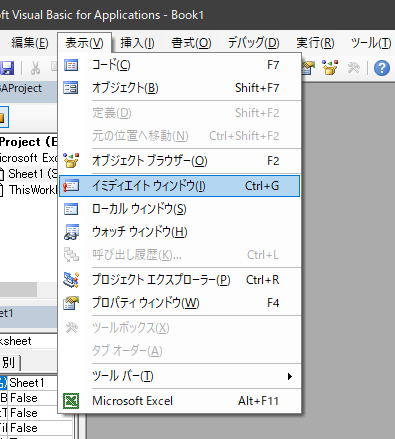 soft Visual Basic for Applications - Book1
編集(E) 表示(V) 挿入(I) 書式(O) デバッグ(D) 実行(R) ツール(T)
コード(C) F7
オブジェクト(B) Shift+F7
定義(D) Shift+F2
元の位置へ移動(N) Ctrl+Shift+F2
オブジェクト ブラウザー(O) F2
イミディエイト ウィンドウ(I) Ctrl+G
ローカル ウィンドウ(S)
ウォッチ ウィンドウ(H)
呼び出し履歴(K)... Ctrl+L
プロジェクト エクスプローラー(P) Ctrl+R
プロパティ ウィンドウ(W) F4
ツールボックス(X)
タブ オーダー(A)
ツール バー(T)
Microsoft Excel Alt+F11
BAProject
Project (E
icrosoft Exc
Sheet1 (S
ThisWork
et1
ksheet
別
Sheet1
False
False
False